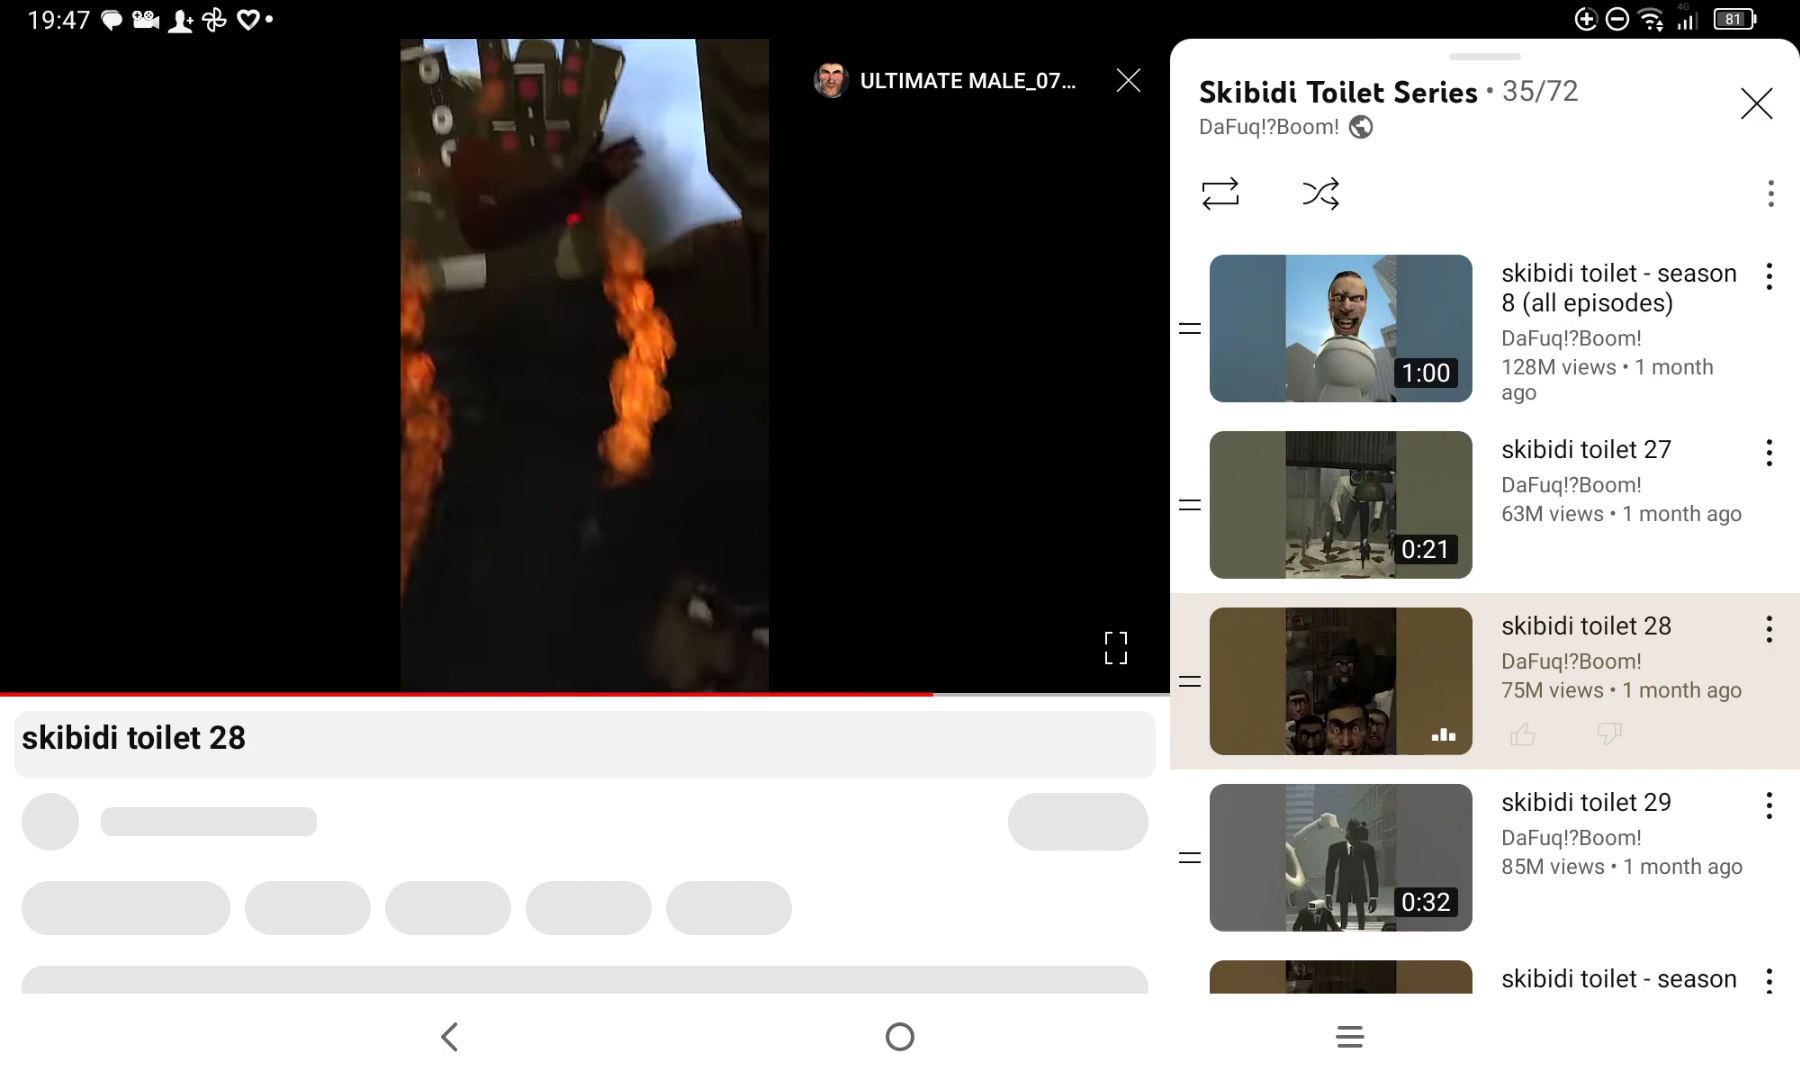 19:47
4G
81
ULTIMATE MALE_07...
Skibidi Toilet Series • 35/72
DaFuq!?Boom!
skibidi toilet - season
8 (all episodes)
DaFuq!?Boom!
128M views • 1 month
ago
1:00
skibidi toilet 27
DaFuq!?Boom!
63M views • 1 month ago
0:21
skibidi toilet 28
DaFuq!?Boom!
75M views • 1 month ago
skibidi toilet 29
DaFuq!?Boom!
85M views • 1 month ago
0:32
skibidi toilet - season
skibidi toilet 28